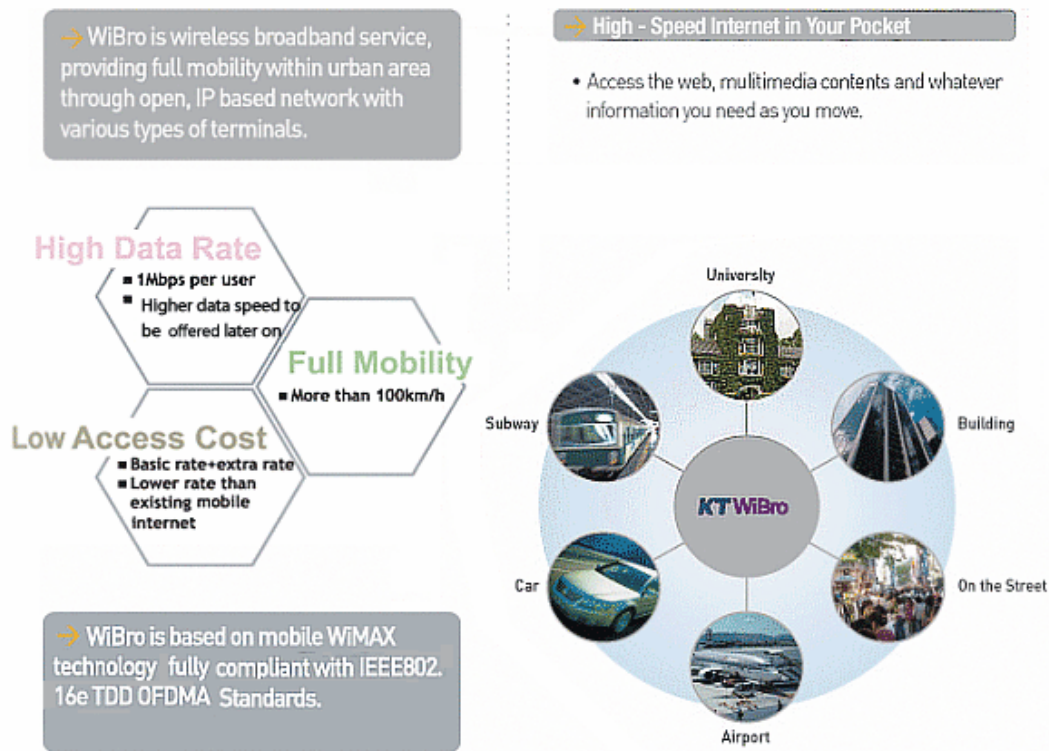 → WiBro is wireless broadband service,
providing full mobility within urban area
through open, IP based network with
various types of terminals.
High Data Rate
▪ 1Mbps per user
▪ Higher data speed to
be offered later on
Full Mobility
▪ More than 100km/h
Low Access Cost
▪ Basic rate+extra rate
▪ Lower rate than
existing mobile
internet
→ WiBro is based on mobile WiMAX
technology fully compliant with IEEE802.
16e TDD OFDMA Standards.
→ High - Speed Internet in Your Pocket
• Access the web, mulitimedia contents and whatever
information you need as you move.
University
Subway
Building
KT WiBro
Car
On the Street
Airport